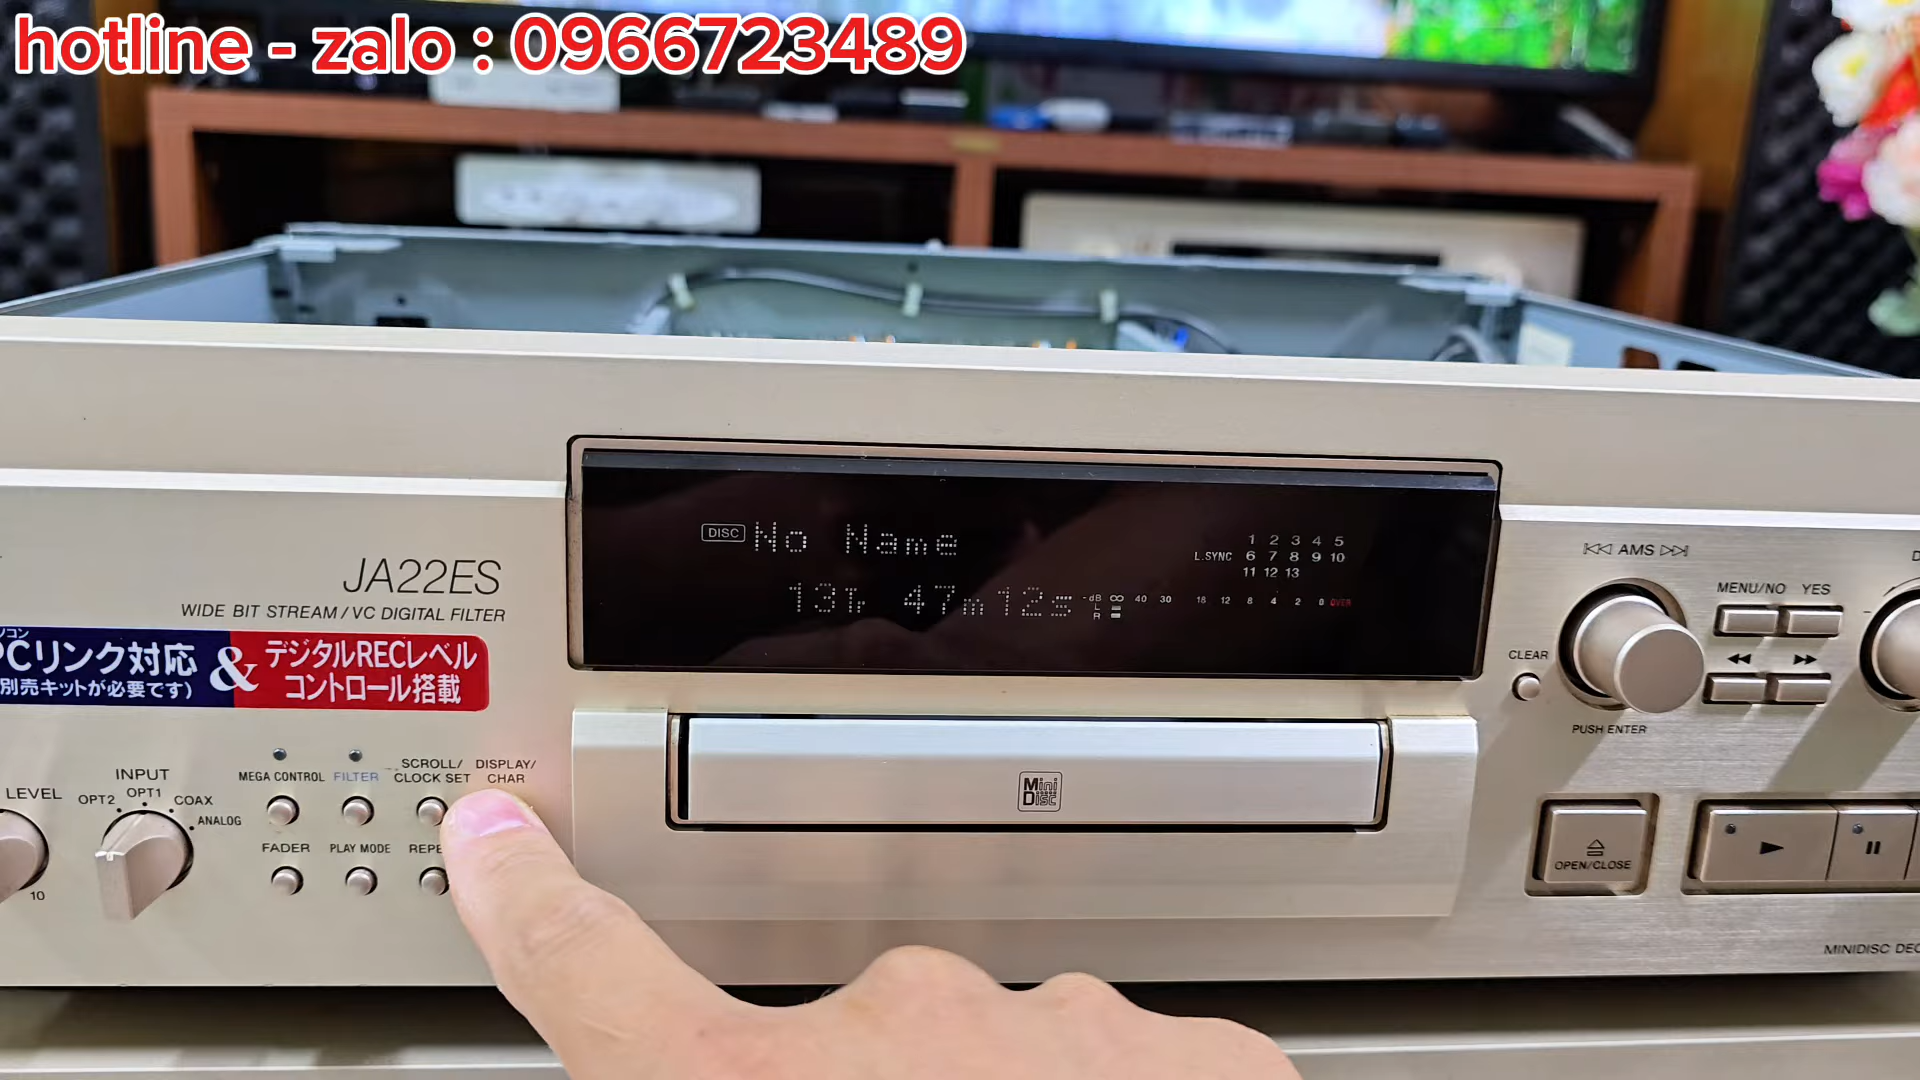 hotline - zalo : 0966723489
JA22ES
WIDE BIT STREAM / VC DIGITAL FILTER
PCリンク対応
別売キットが必要です)
&
デジタルRECレベル
コントロール搭載
DISC No Name
13Tr 47m12s
L.SYNC
1 2 3 4 5
6 7 8 9 10
11 12 13
-dB ∞ 40 30 18 12 8 4 2 0 OVER
L
R
AMS
MENU/NO YES
CLEAR
PUSH ENTER
LEVEL
10
INPUT
OPT2 OPT1 COAX
ANALOG
MEGA CONTROL FILTER
SCROLL/
CLOCK SET
DISPLAY/
CHAR
FADER PLAY MODE
Mini
Disc
OPEN/CLOSE
MINIDISC